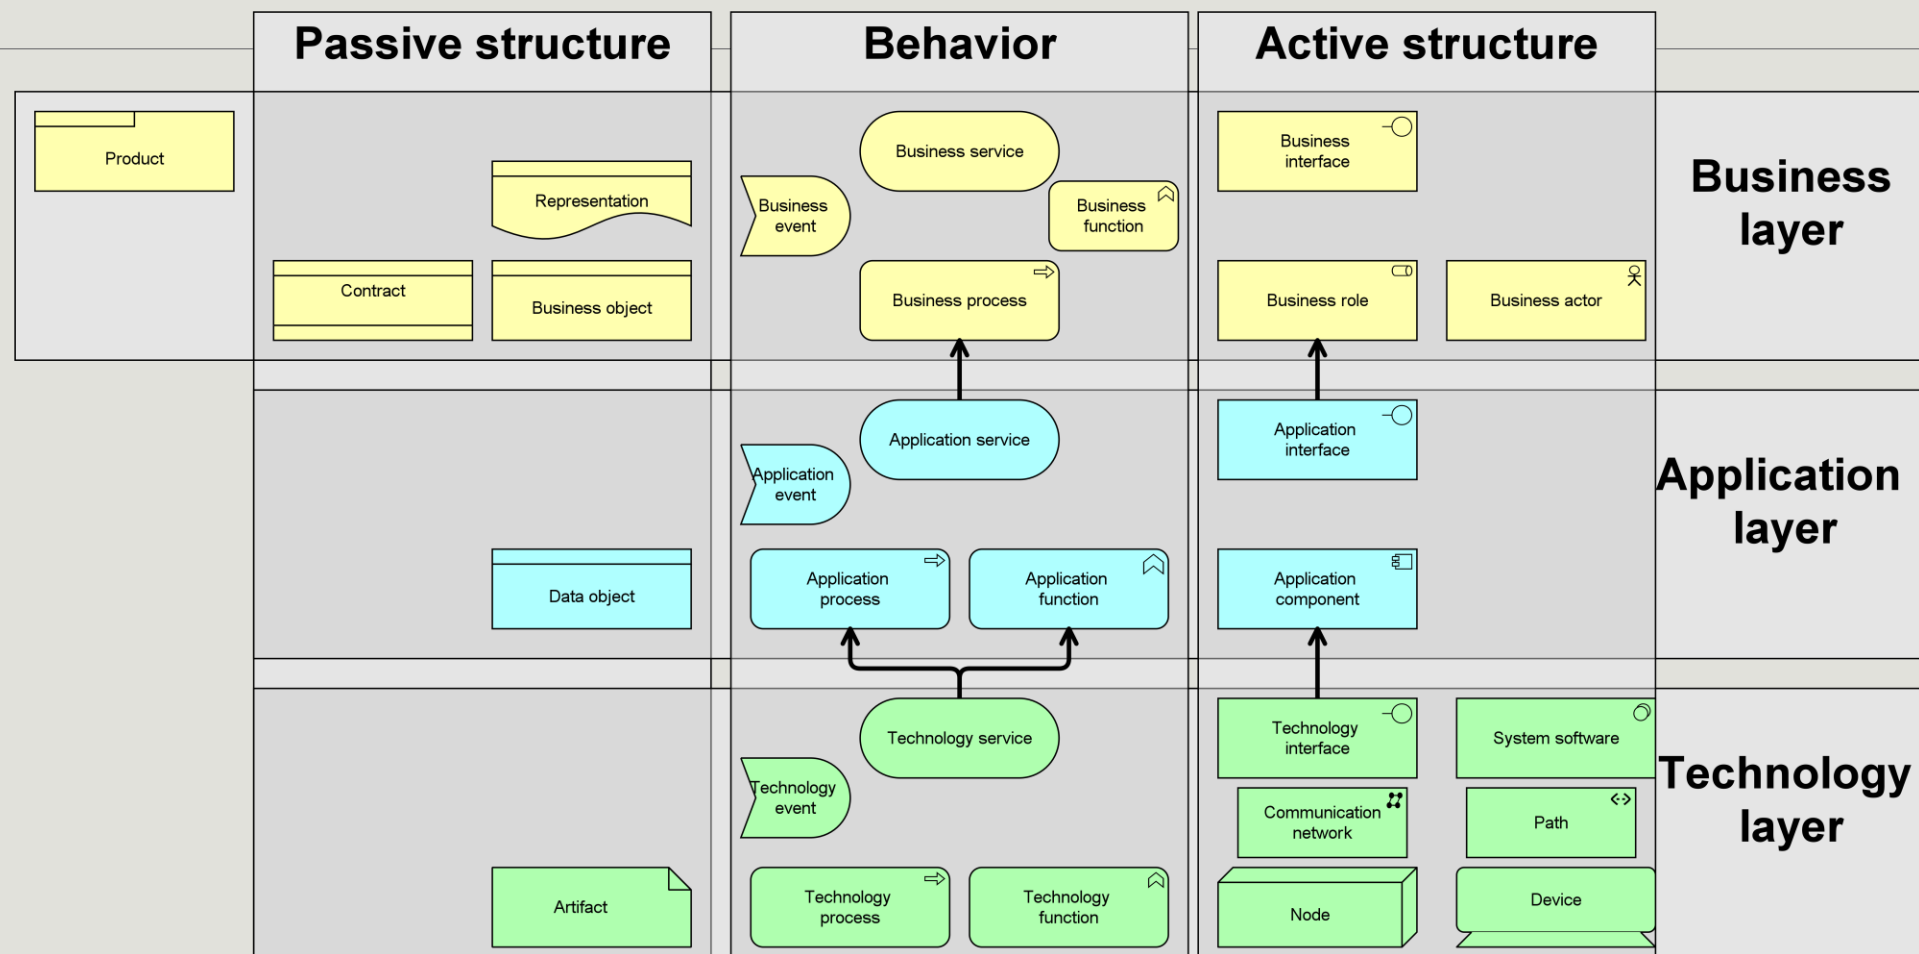 Passive structure
Behavior
Active structure
Product
Representation
Contract
Business object
Business service
Business
event
Business
function
Business process
Business
interface
Business role
Business actor
Business
layer
Data object
Application service
Application
event
Application
process
Application
function
Application
interface
Application
component
Application
layer
Artifact
Technology service
Technology
event
Technology
process
Technology
function
Technology
interface
System software
Communication
network
Path
Node
Device
Technology
layer